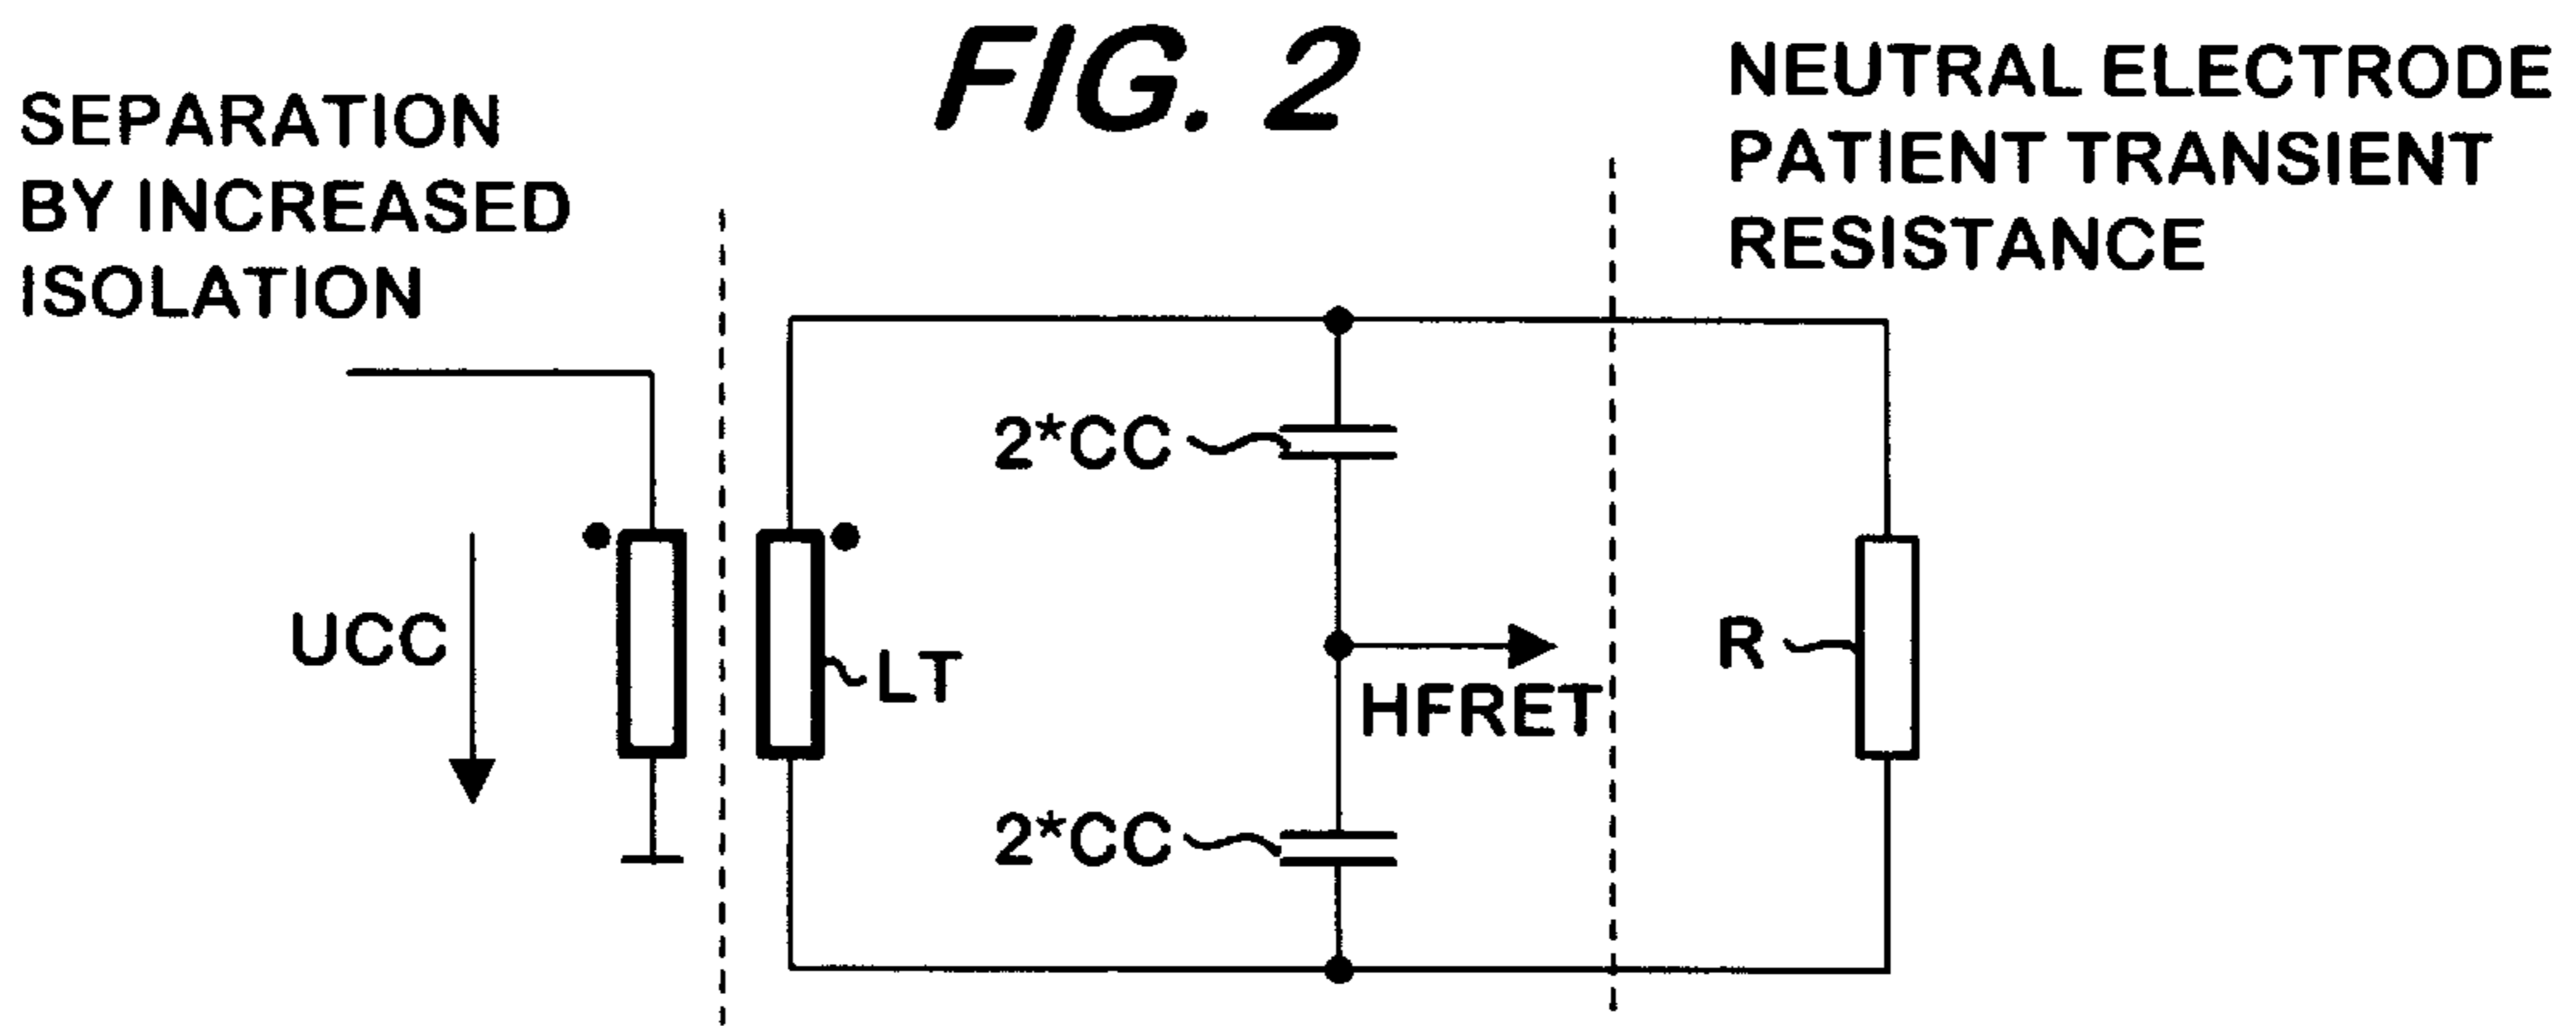 FIG. 2
SEPARATION
BY INCREASED
ISOLATION
NEUTRAL ELECTRODE
PATIENT TRANSIENT
RESISTANCE
2*CC
UCC
LT
HFRET
R
2*CC